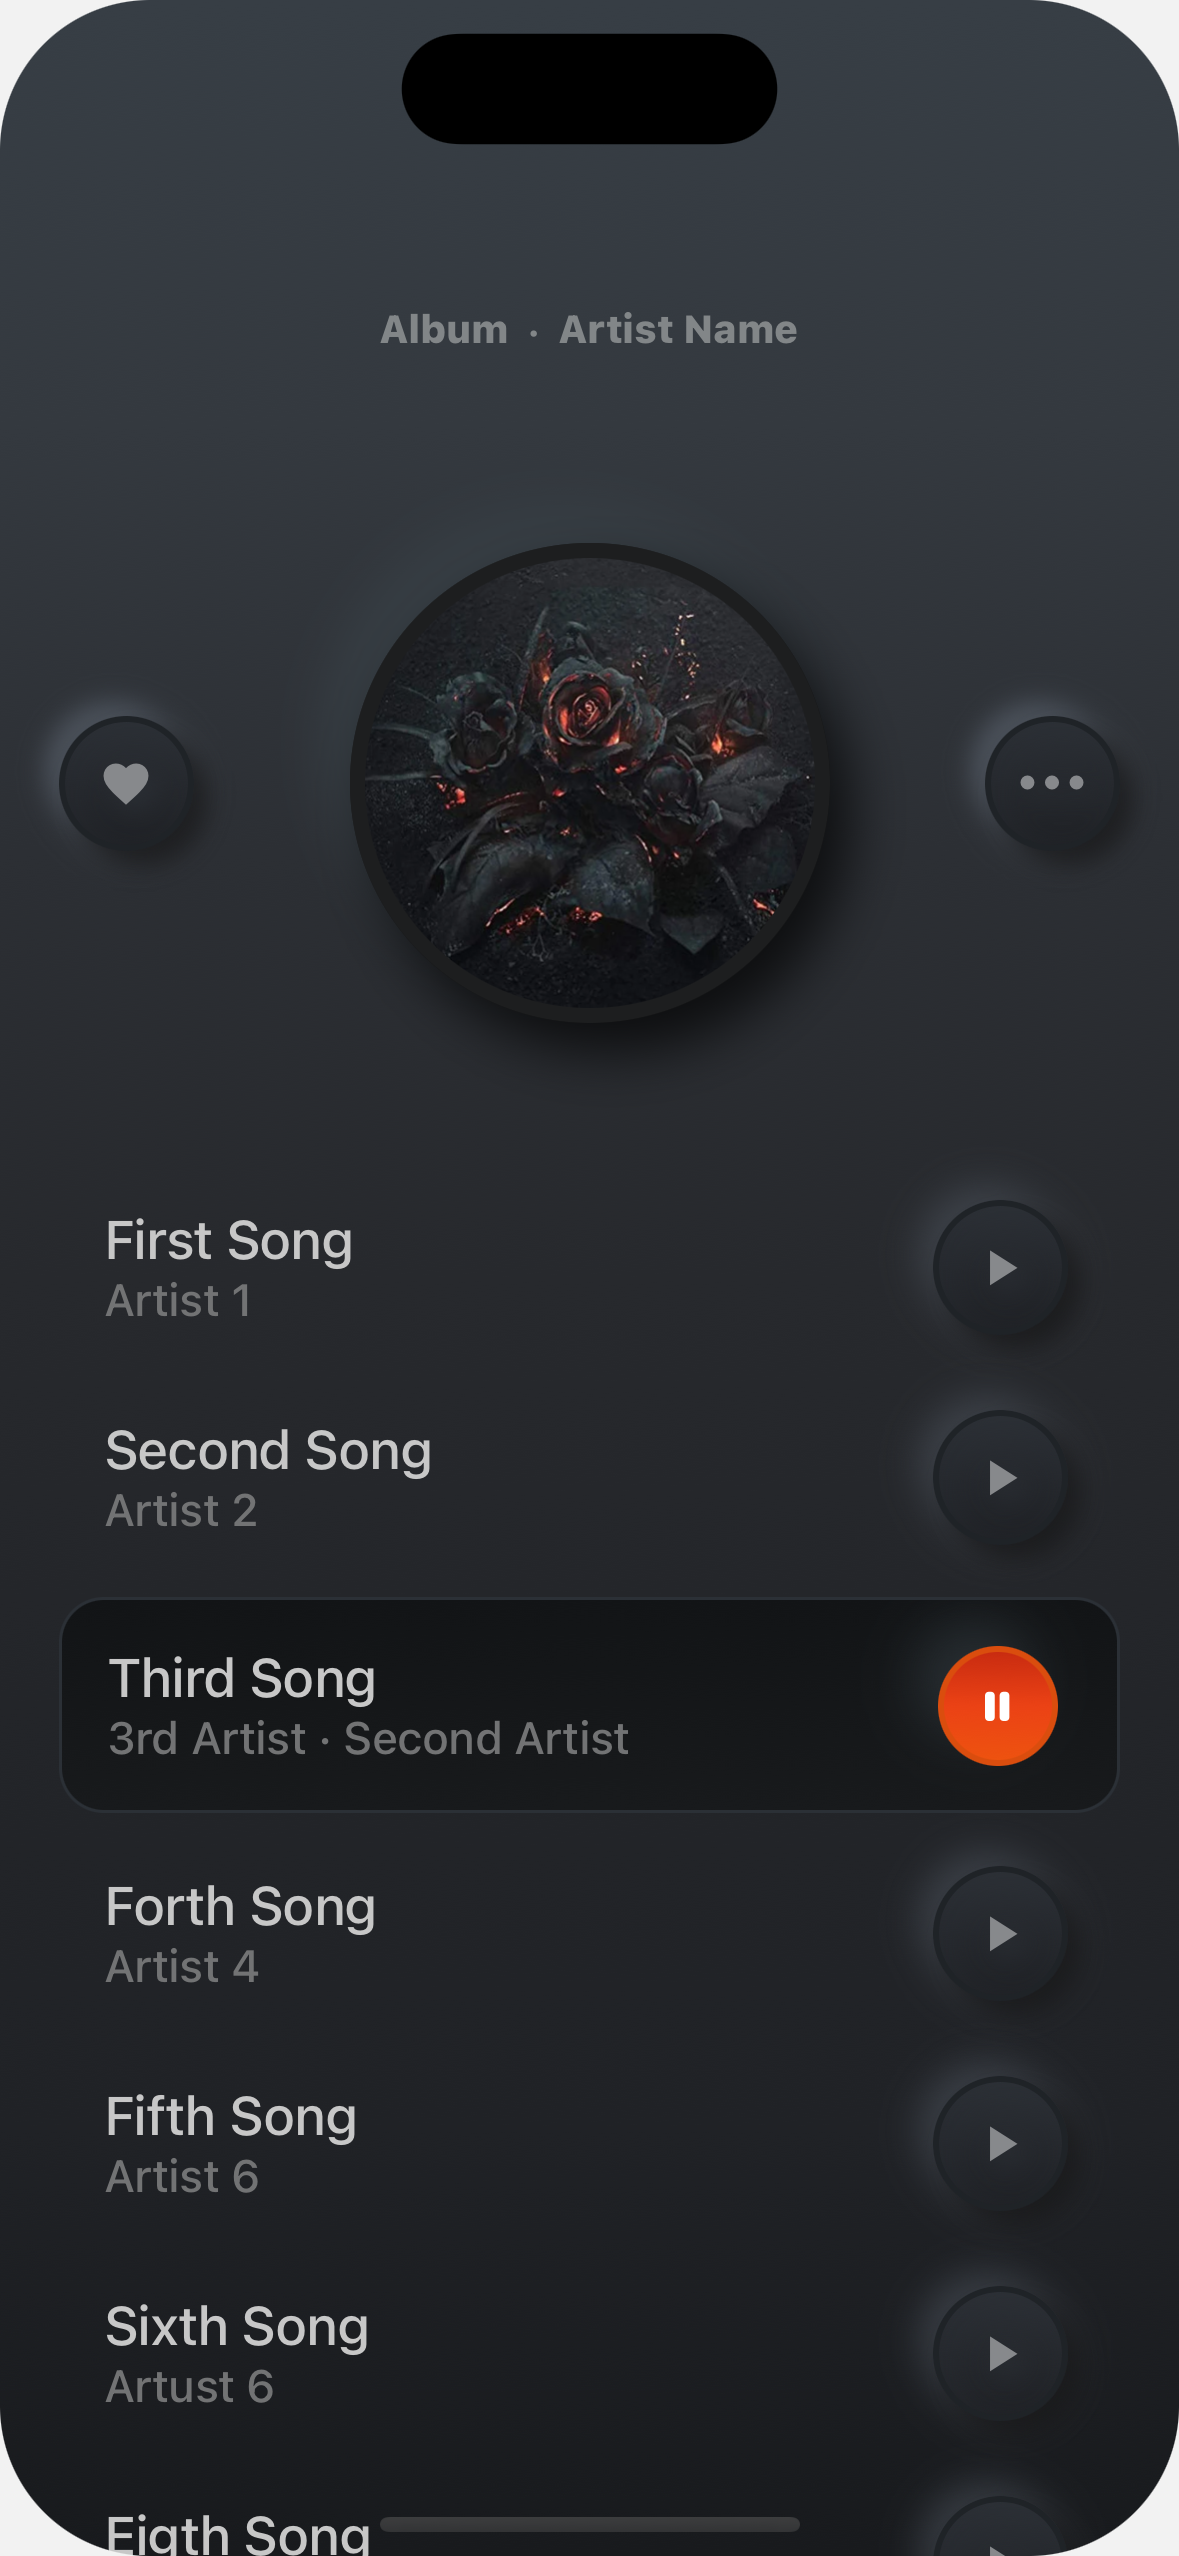 Album · Artist Name
First Song
Artist 1
Second Song
Artist 2
Third Song
3rd Artist · Second Artist
Forth Song
Artist 4
Fifth Song
Artist 6
Sixth Song
Artust 6
Eigth Song